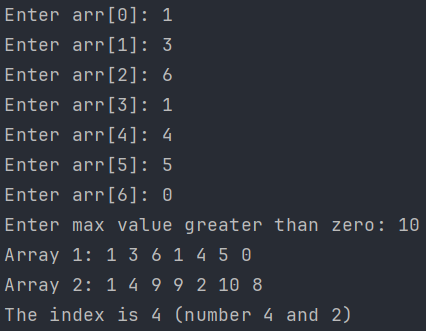 Enter arr[0]: 1
Enter arr[1]: 3
Enter arr[2]: 6
Enter arr[3]: 1
Enter arr[4]: 4
Enter arr[5]: 5
Enter arr[6]: 0
Enter max value greater than zero: 10
Array 1: 1 3 6 1 4 5 0
Array 2: 1 4 9 9 2 10 8
The index is 4 (number 4 and 2)